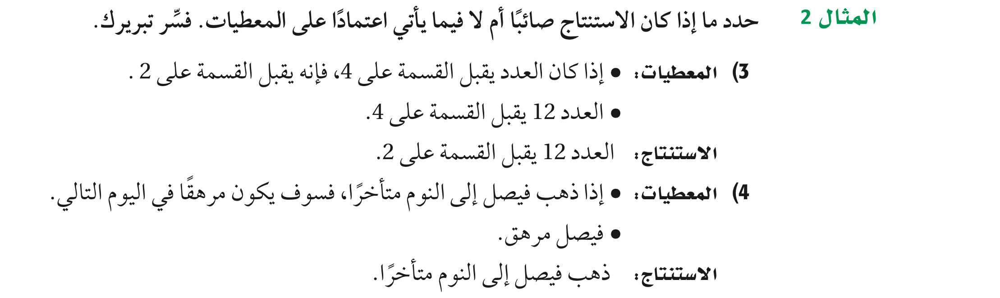 المثال 2 حدد ما إذا كان الاستنتاج صائبًا أم لا فيما يأتي اعتمادًا على المعطيات. فسِّر تبريرك.
3) المعطيات: • إذا كان العدد يقبل القسمة على 4، فإنه يقبل القسمة على 2 .
• العدد 12 يقبل القسمة على 4.
الاستنتاج: العدد 12 يقبل القسمة على 2.
4) المعطيات: • إذا ذهب فيصل إلى النوم متأخرًا، فسوف يكون مرهقًا في اليوم التالي.
• فيصل مرهق.
الاستنتاج: ذهب فيصل إلى النوم متأخرًا.